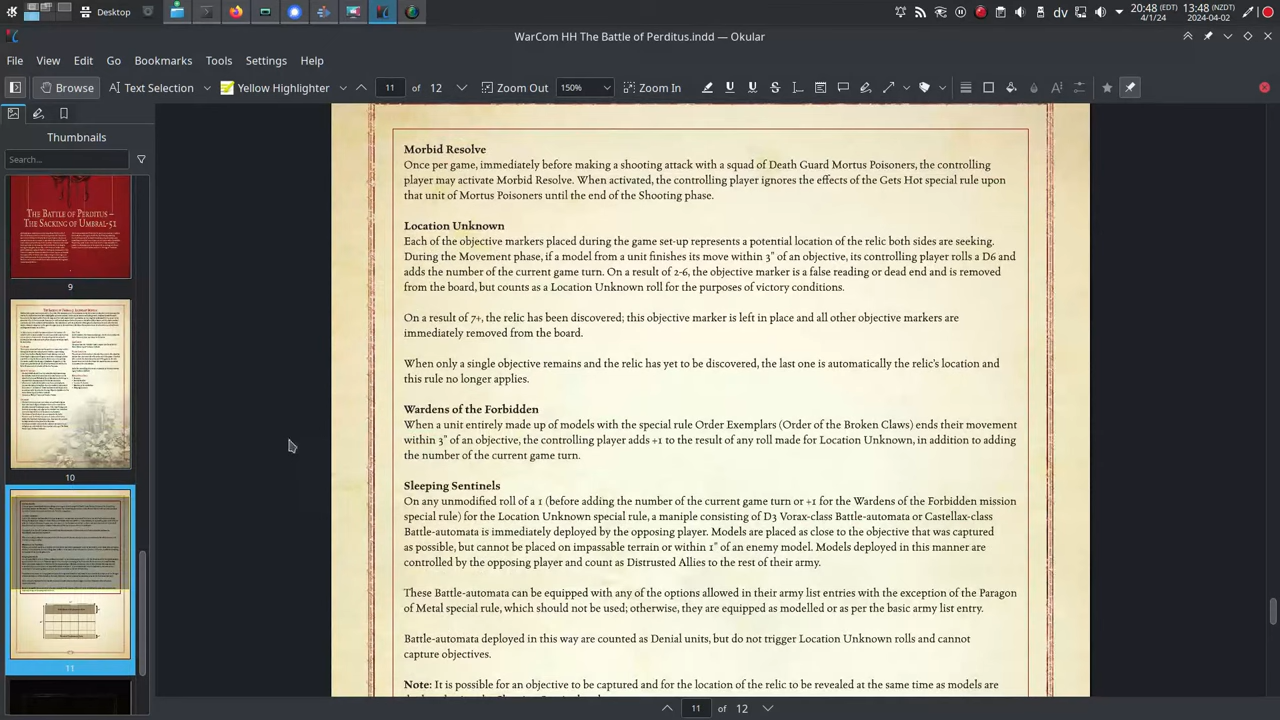 Desktop
dv
20:48 (EDT)
4/1/24
13:48 (NZDT)
2024-04-02
WarCom HH The Battle of Perditus.indd — Okular
File View Edit Go Bookmarks Tools Settings Help
Browse Text Selection Yellow Highlighter 11 of 12 Zoom Out 150% Zoom In
Thumbnails
Search...
The Battle of Perditus –
The Sacking of Umbral-51
9
10
11
Morbid Resolve
Once per game, immediately before making a shooting attack with a squad of Death Guard Mortus Poisoners, the controlling
player may activate Morbid Resolve. When activated, the controlling player ignores the effects of the Gets Hot special rule upon
that unit of Mortus Poisoners until the end of the Shooting phase.
Location Unknown
Each of the objective markers placed during the game set-up represents a potential location of the relic both sides are seeking.
During the Movement phase, if a model from a unit finishes its move within 3" of an objective, its controlling player rolls a D6 and
adds the number of the current game turn. On a result of 2-6, the objective marker is a false reading or dead end and is removed
from the board, but counts as a Location Unknown roll for the purposes of victory conditions.
On a result of 7+, the relic has been discovered; this objective marker is left in place and all other objective markers are
immediately removed from the board.
When only a single objective remains and the relic has yet to be discovered, the last one is automatically the relic's location and
this rule no longer applies.
Wardens of the Forbidden
When a unit entirely made up of models with the special rule Order Exemplars (Order of the Broken Claws) ends their movement
within 3" of an objective, the controlling player adds +1 to the result of any roll made for Location Unknown, in addition to adding
the number of the current game turn.
Sleeping Sentinels
On any unmodified roll of a 1 (before adding the number of the current game turn or +1 for the Wardens of the Forbidden mission
special rule) for the Location Unknown special rule, a maniple consisting of D3 Vorax-class Battle-automata or Castellax-class
Battle-automata is immediately deployed by the opposing player. Models are placed as close to the objective that was captured
as possible, but cannot be placed on impassable terrain or within 1" of an enemy model. Models deployed in this manner are
controlled by the opposing player and count as Distrusted Allies to the rest of their army.
These Battle-automata can be equipped with any of the options allowed in their army list entries with the exception of the Paragon
of Metal special rule, which should not be used; otherwise, they are equipped as modelled or as per the basic army list entry.
Battle-automata deployed in this way are counted as Denial units, but do not trigger Location Unknown rolls and cannot
capture objectives.
Note: It is possible for an objective to be captured and for the location of the relic to be revealed at the same time as models are
11 of 12